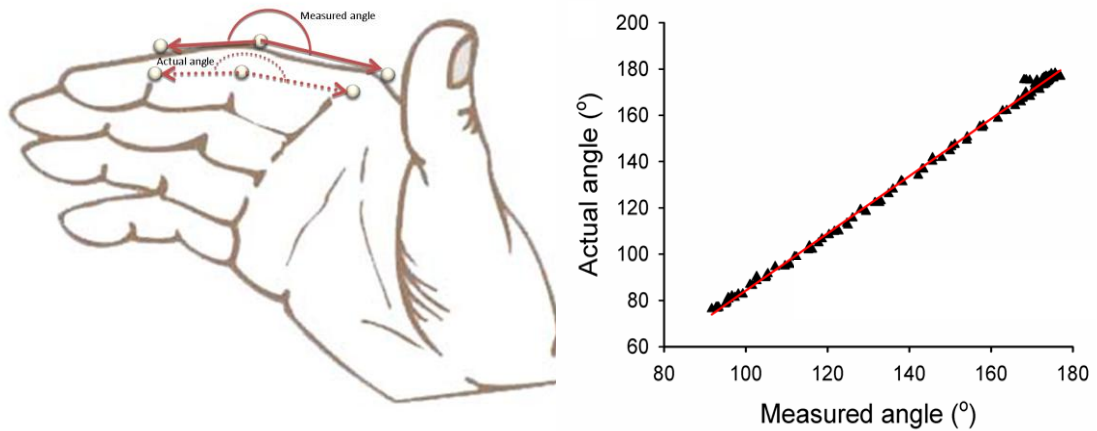 Measured angle
Actual angle
200
180
160
140
120
100
80
60
Actual angle (o)
80 100 120 140 160 180
Measured angle (o)